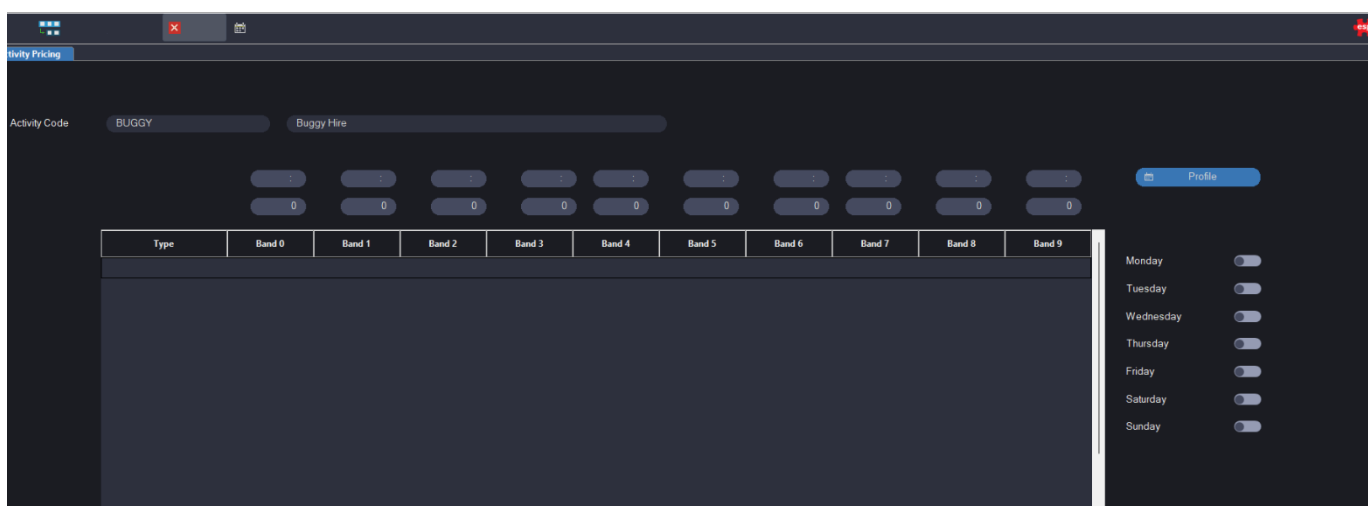 esp
tivity Pricing
Activity Code BUGGY Buggy Hire
: : : : : : : : : : Profile
0 0 0 0 0 0 0 0 0 0
Type Band 0 Band 1 Band 2 Band 3 Band 4 Band 5 Band 6 Band 7 Band 8 Band 9
Monday
Tuesday
Wednesday
Thursday
Friday
Saturday
Sunday